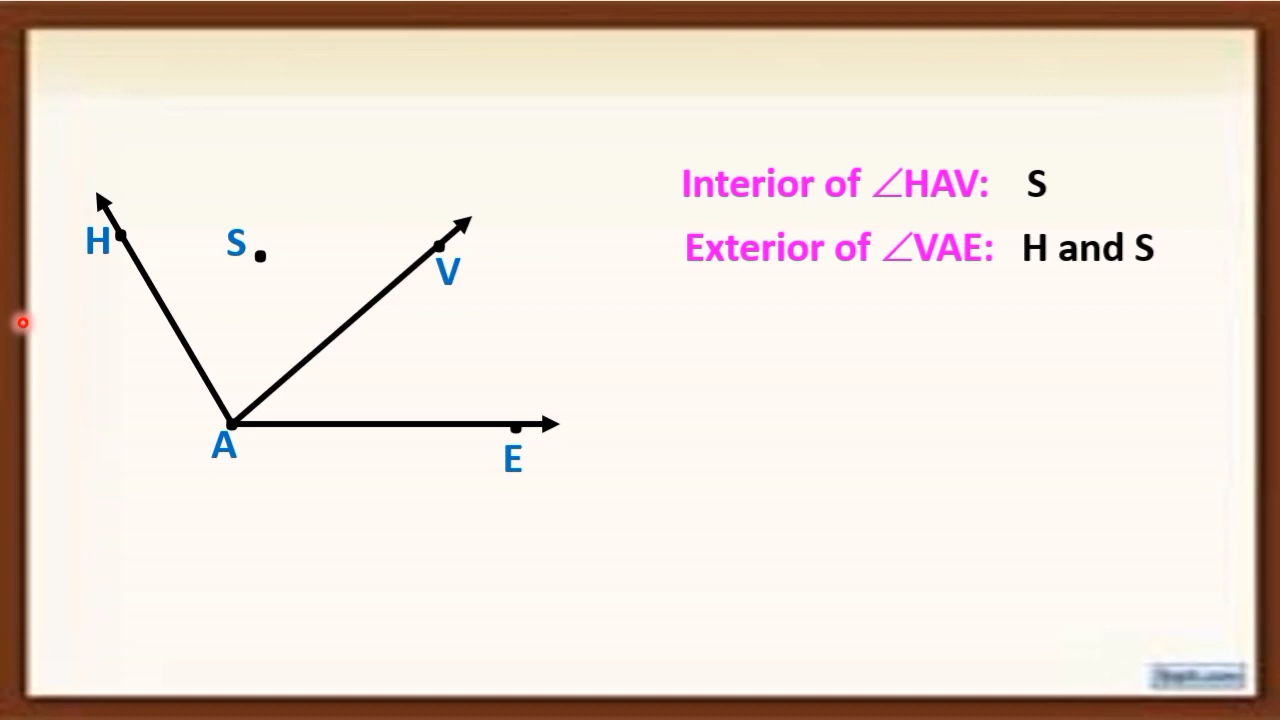 Interior of ∠HAV: S
Exterior of ∠VAE: H and S
H
S
V
A
E